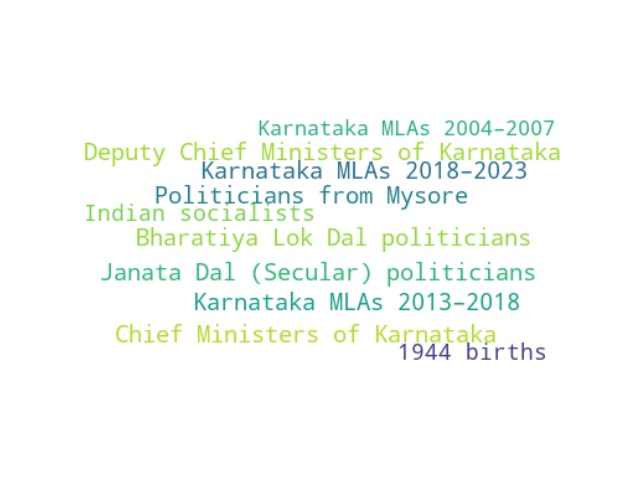 Karnataka MLAs 2004–2007
Deputy Chief Ministers of Karnataka
Karnataka MLAs 2018–2023
Politicians from Mysore
Indian socialists
Bharatiya Lok Dal politicians
Janata Dal (Secular) politicians
Karnataka MLAs 2013–2018
Chief Ministers of Karnataka
1944 births